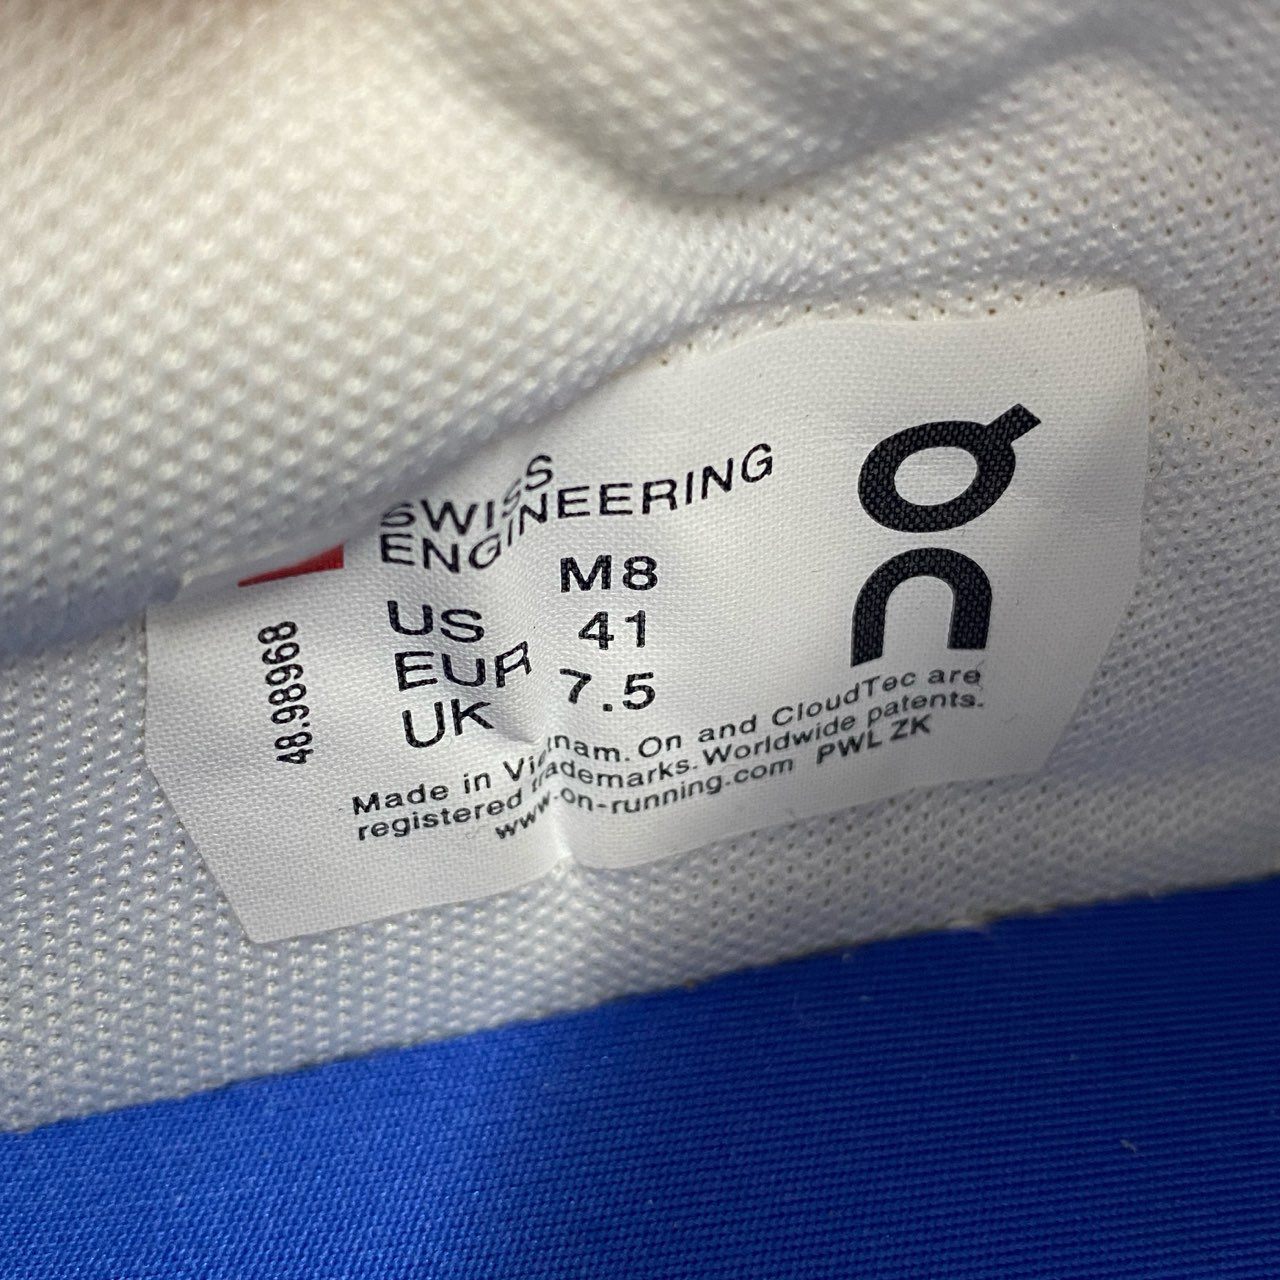 SWISS
ENGINEERING
US M8
EUR 41
UK 7.5
48.98968
On
Made in Vietnam. On and CloudTec are
registered trademarks. Worldwide patents.
www.on-running.com PWL ZK